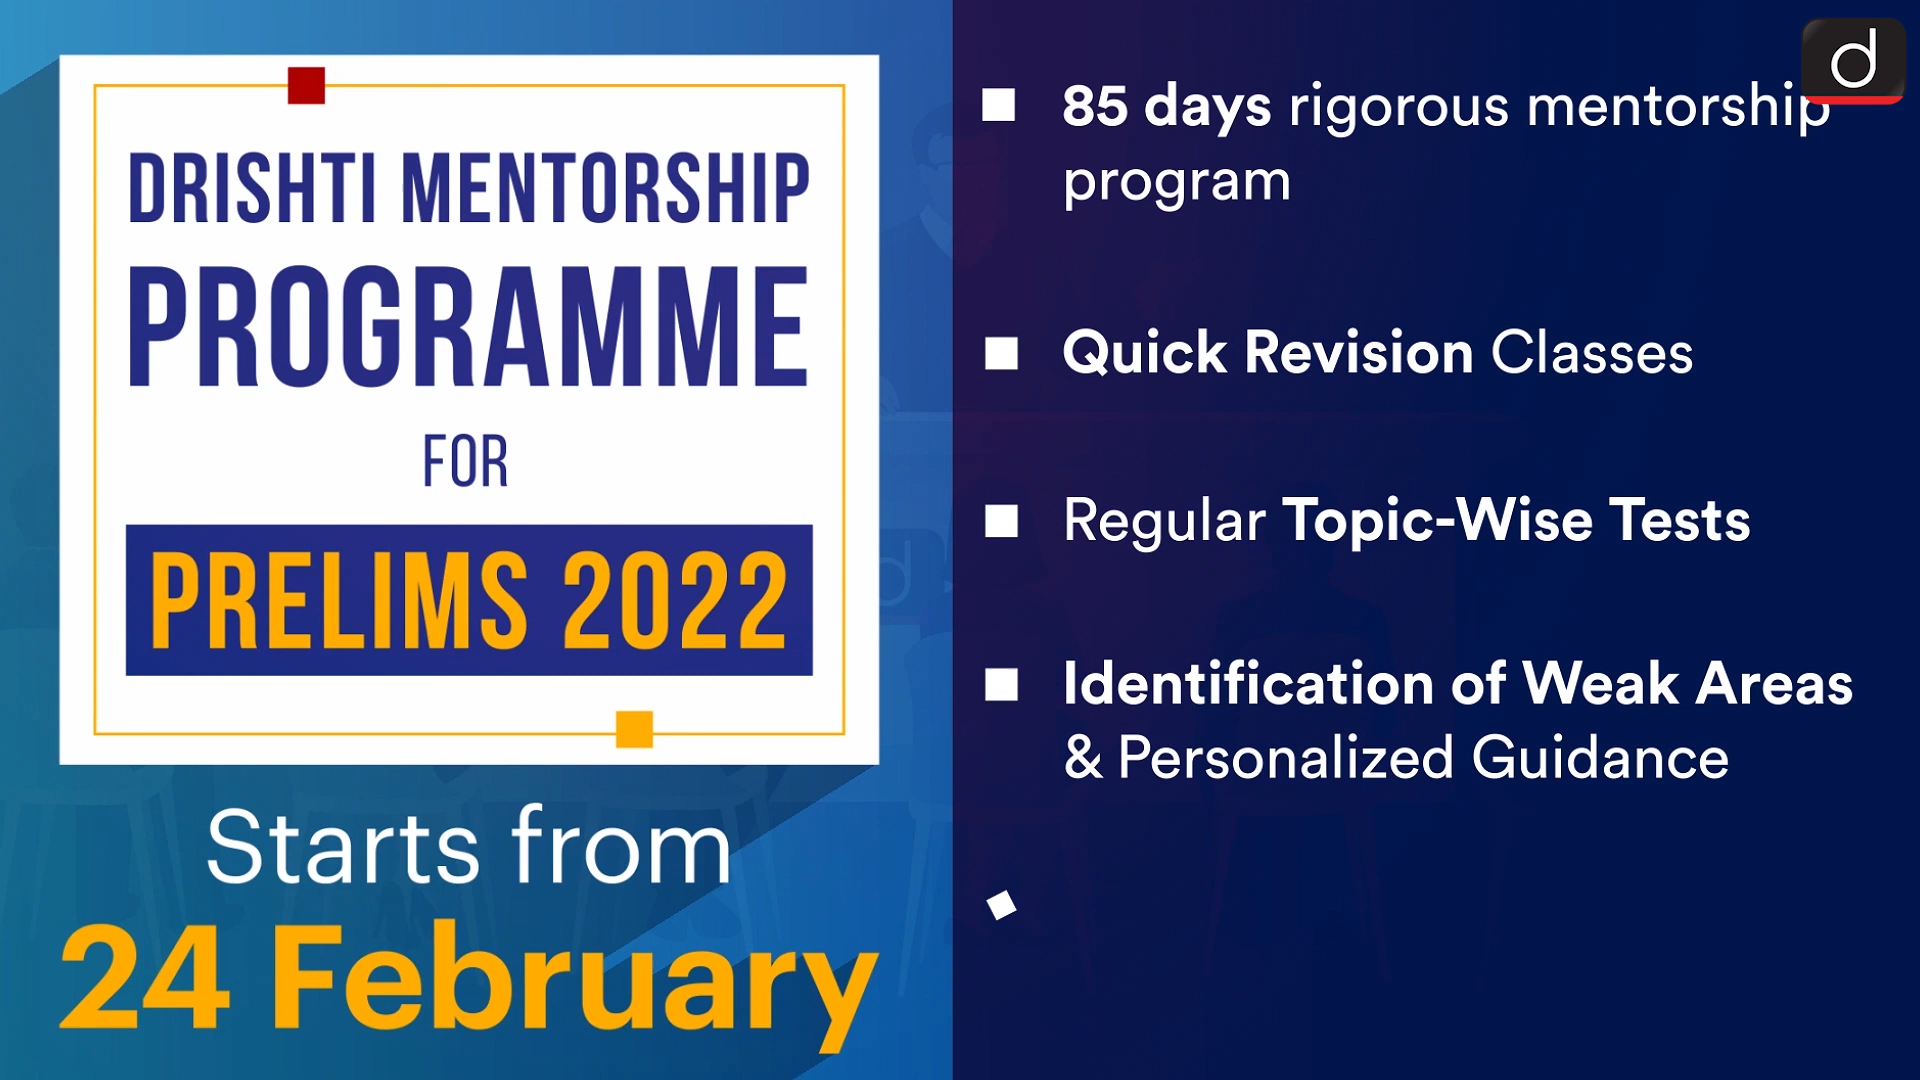 DRISHTI MENTORSHIP
PROGRAMME
FOR
PRELIMS 2022
Starts from
24 February
d
85 days rigorous mentorship
program
Quick Revision Classes
Regular Topic-Wise Tests
Identification of Weak Areas
& Personalized Guidance